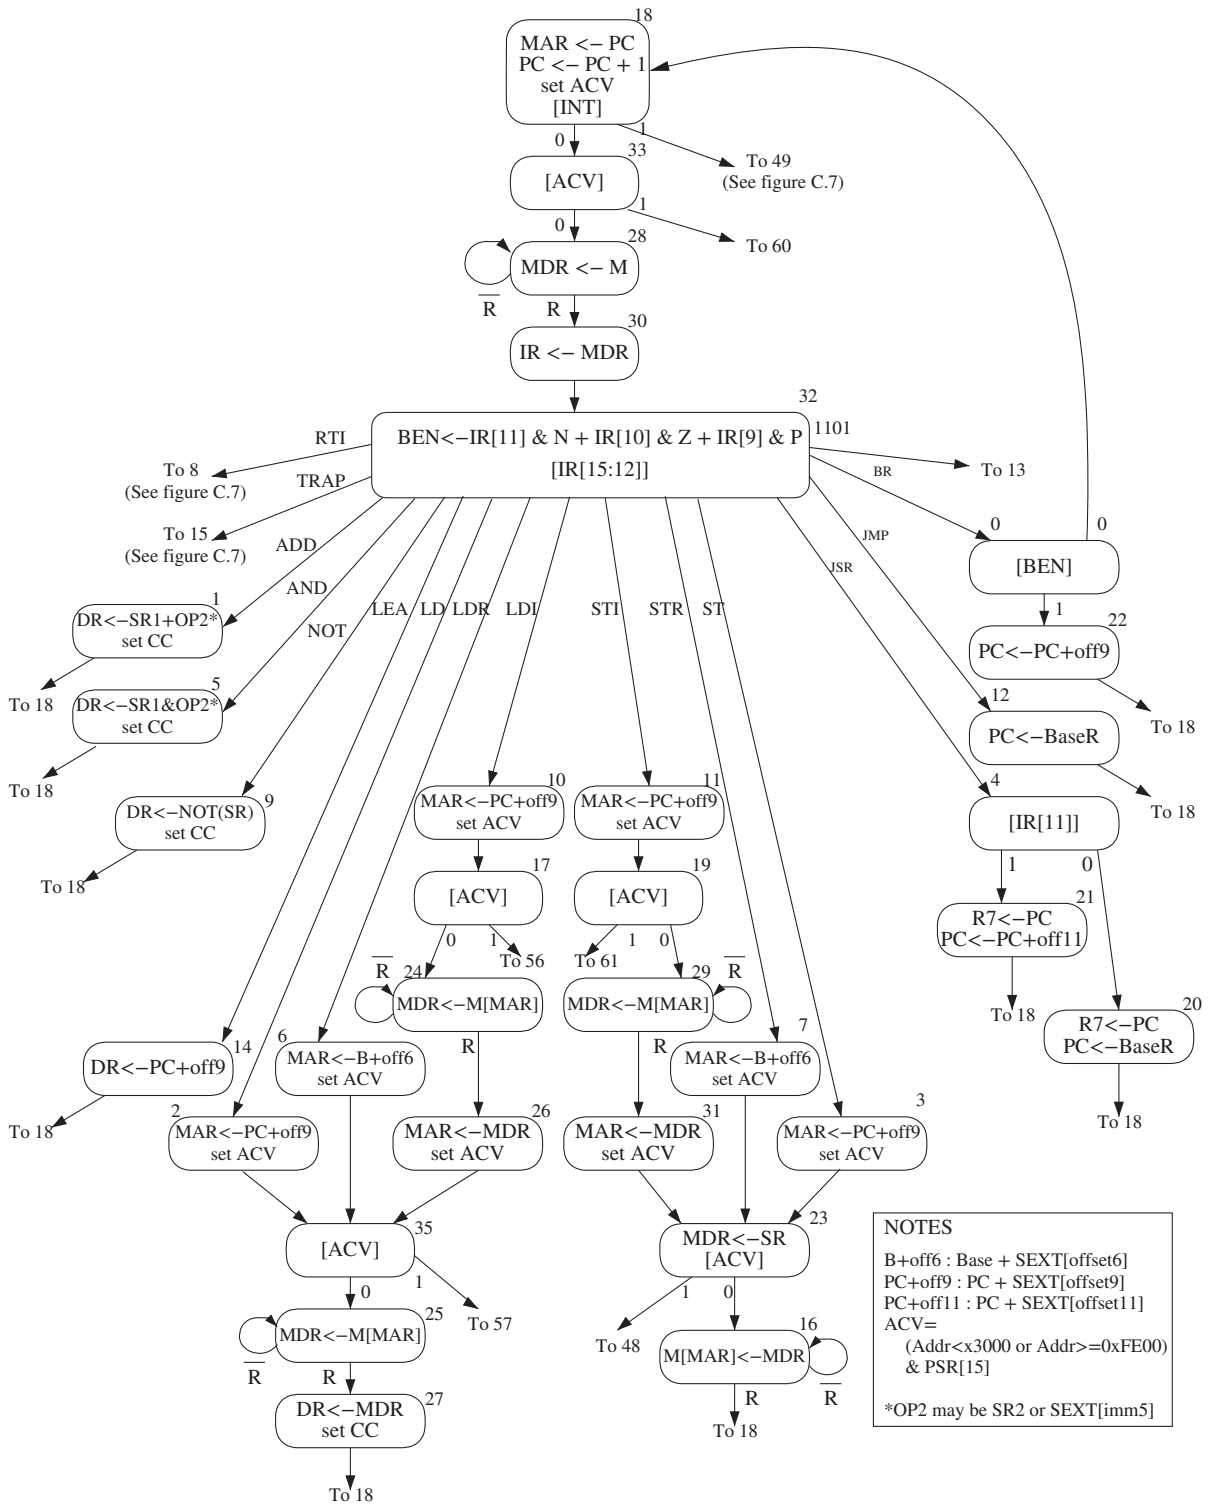 18
MAR <− PC
PC <− PC + 1
set ACV
[INT]
0
1
33
To 49
(See figure C.7)
[ACV]
0
1
28
To 60
MDR <− M
R
R
30
IR <− MDR
32
1101
BEN<−IR[11] & N + IR[10] & Z + IR[9] & P
[IR[15:12]]
RTI
To 8
(See figure C.7)
TRAP
To 15
(See figure C.7)
ADD
AND
NOT
LEA
LD
LDR
LDI
STI
STR
ST
JSR
JMP
BR
To 13
0
0
[BEN]
1
22
PC<−PC+off9
To 18
12
PC<−BaseR
To 18
4
[IR[11]]
1
0
21
R7<−PC
PC<−PC+off11
To 18
20
R7<−PC
PC<−BaseR
To 18
1
DR<−SR1+OP2*
set CC
To 18
5
DR<−SR1&OP2*
set CC
To 18
9
DR<−NOT(SR)
set CC
To 18
10
MAR<−PC+off9
set ACV
11
MAR<−PC+off9
set ACV
17
[ACV]
19
[ACV]
0
1
To 56
1
0
To 61
R
24
MDR<−M[MAR]
R
29
R
MDR<−M[MAR]
R
14
DR<−PC+off9
To 18
6
MAR<−B+off6
set ACV
7
MAR<−B+off6
set ACV
2
MAR<−PC+off9
set ACV
26
MAR<−MDR
set ACV
31
MAR<−MDR
set ACV
3
MAR<−PC+off9
set ACV
35
[ACV]
0
1
To 57
23
MDR<−SR
[ACV]
1
0
To 48
25
MDR<−M[MAR]
R
R
16
M[MAR]<−MDR
R
R
To 18
27
DR<−MDR
set CC
To 18
NOTES
B+off6 : Base + SEXT[offset6]
PC+off9 : PC + SEXT[offset9]
PC+off11 : PC + SEXT[offset11]
ACV=
(Addr<x3000 or Addr>=0xFE00)
& PSR[15]
*OP2 may be SR2 or SEXT[imm5]